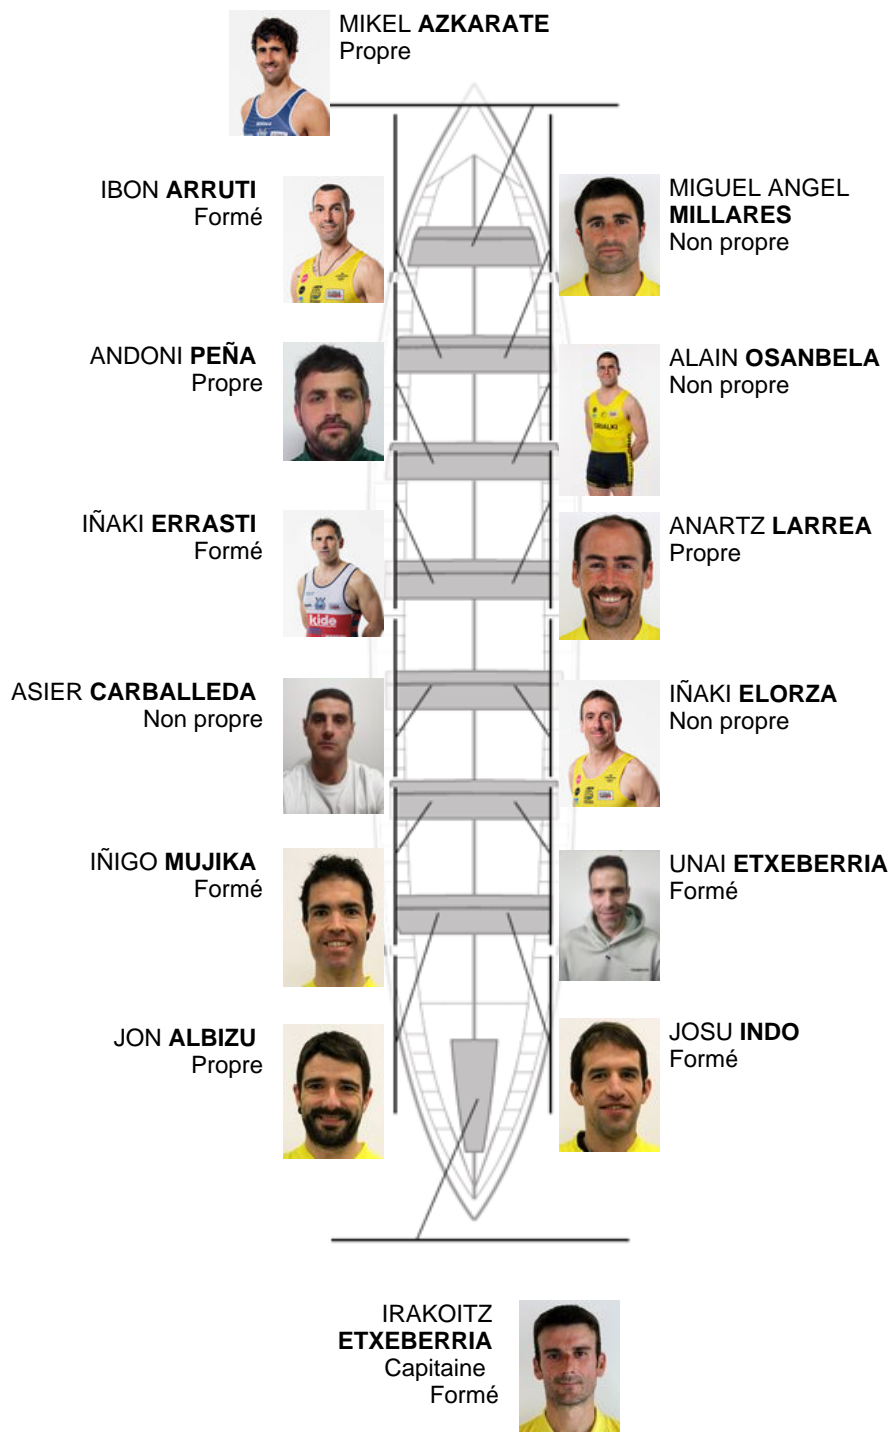 MIKEL AZKARATE
Propre
IBON ARRUTI
Formé
MIGUEL ANGEL
MILLARES
Non propre
ANDONI PEÑA
Propre
ALAIN OSANBELA
Non propre
IÑAKI ERRASTI
Formé
kide
ANARTZ LARREA
Propre
ASIER CARBALLEDA
Non propre
IÑAKI ELORZA
Non propre
IÑIGO MUJIKA
Formé
UNAI ETXEBERRIA
Formé
JON ALBIZU
Propre
JOSU INDO
Formé
IRAKOITZ
ETXEBERRIA
Capitaine
Formé